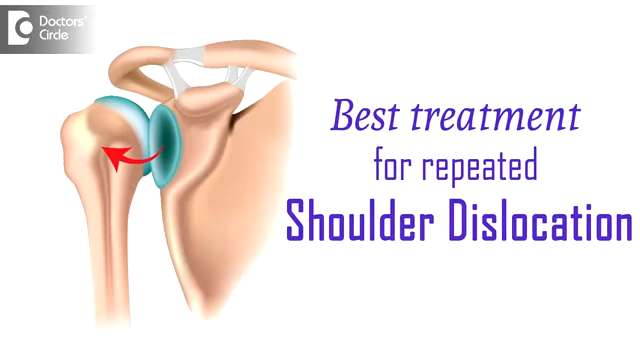 Doctors'
Circle
Best treatment
for repeated
Shoulder Dislocation